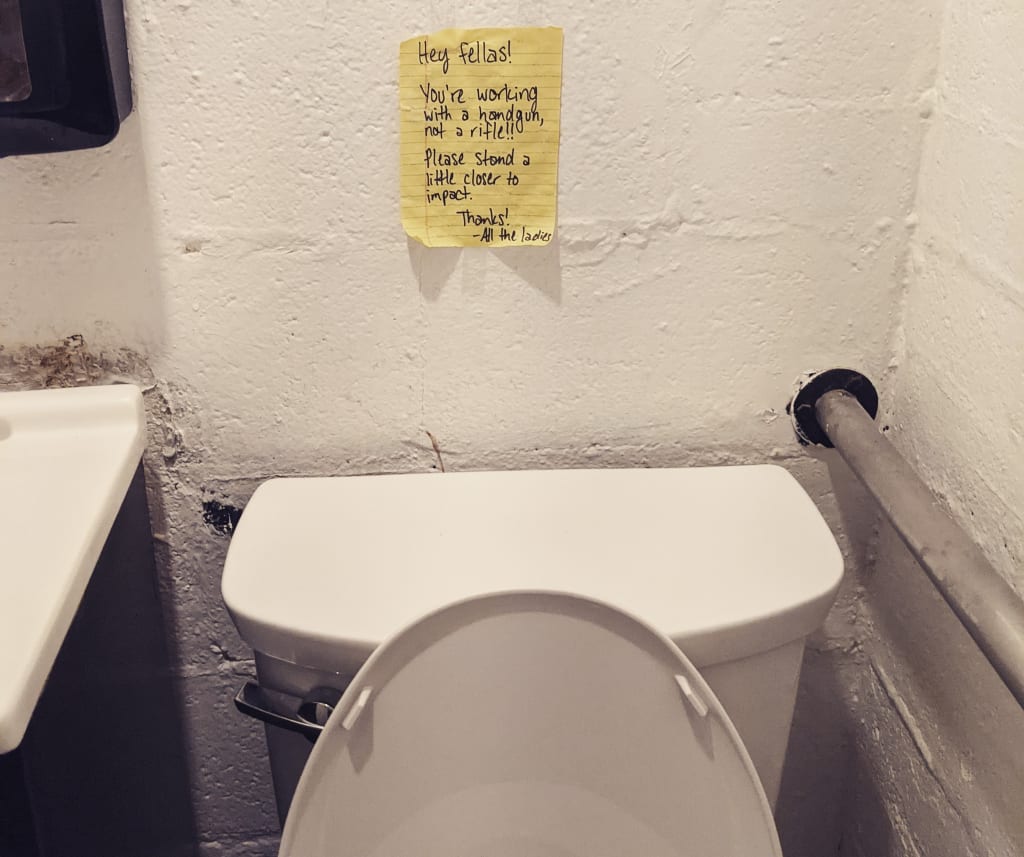 Hey fellas!
You're working
with a handgun,
not a rifle!!
Please stand a
little closer to
impact.
Thanks!
-All the ladies